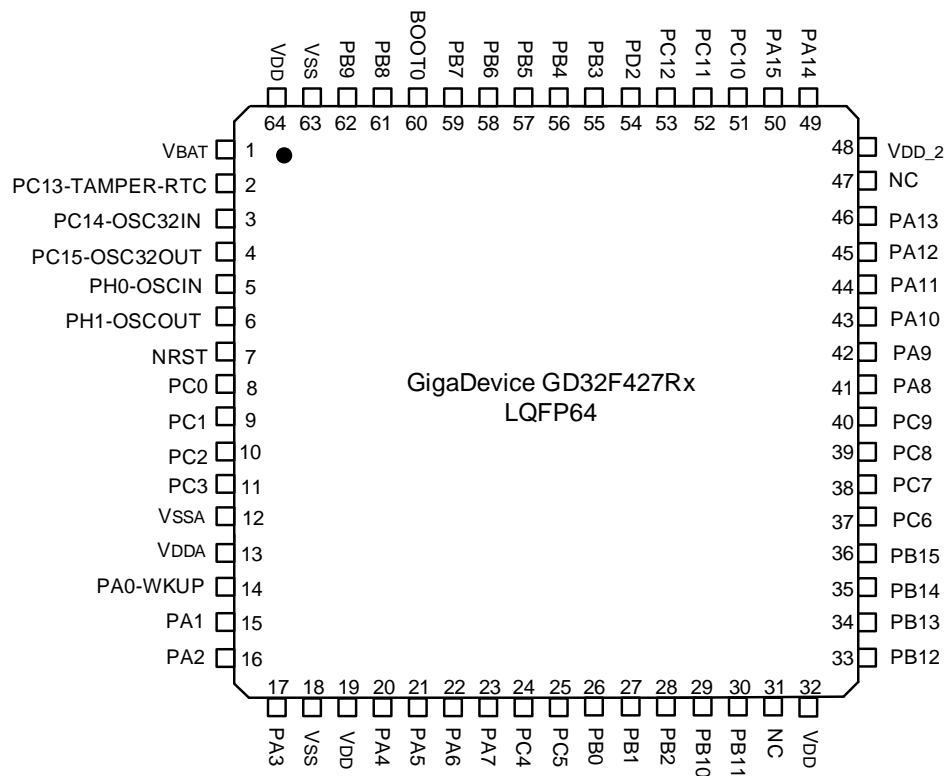 VDD
VSS
PB9
PB8
BOOT0
PB7
PB6
PB5
PB4
PB3
PD2
PC12
PC11
PC10
PA15
PA14
64 63 62 61 60 59 58 57 56 55 54 53 52 51 50 49
VBAT 1
PC13-TAMPER-RTC 2
PC14-OSC32IN 3
PC15-OSC32OUT 4
PH0-OSCIN 5
PH1-OSCOUT 6
NRST 7
PC0 8
PC1 9
PC2 10
PC3 11
VSSA 12
VDDA 13
PA0-WKUP 14
PA1 15
PA2 16
GigaDevice GD32F427Rx
LQFP64
48 VDD_2
47 NC
46 PA13
45 PA12
44 PA11
43 PA10
42 PA9
41 PA8
40 PC9
39 PC8
38 PC7
37 PC6
36 PB15
35 PB14
34 PB13
33 PB12
17 18 19 20 21 22 23 24 25 26 27 28 29 30 31 32
PA3
VSS
VDD
PA4
PA5
PA6
PA7
PC4
PC5
PB0
PB1
PB2
PB10
PB11
NC
VDD